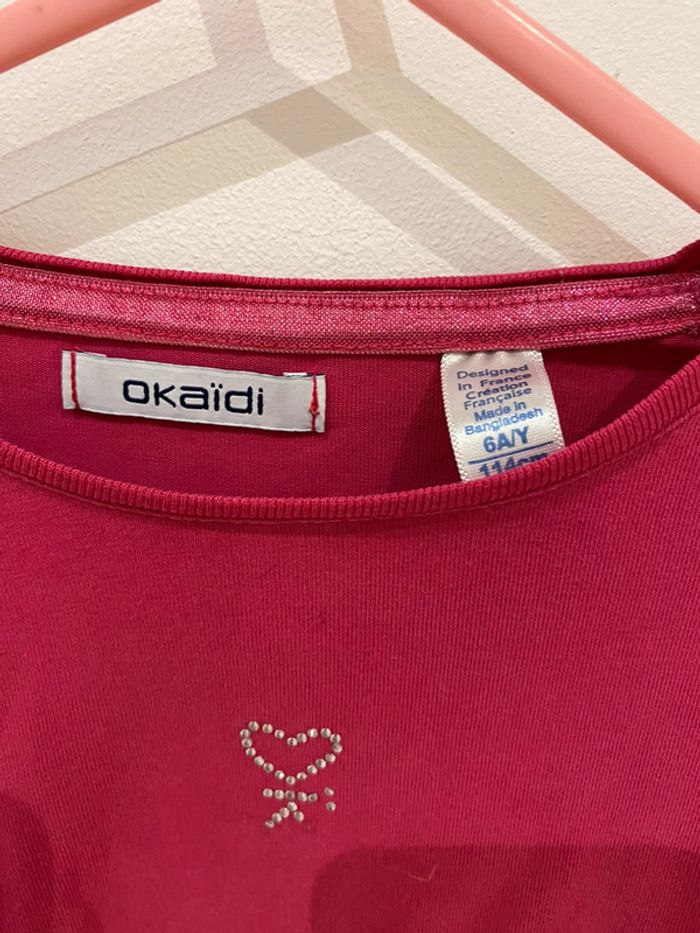 okaïdi
Designed
In France
Création
Française
Made in
Bangladesh
6A/Y
114cm